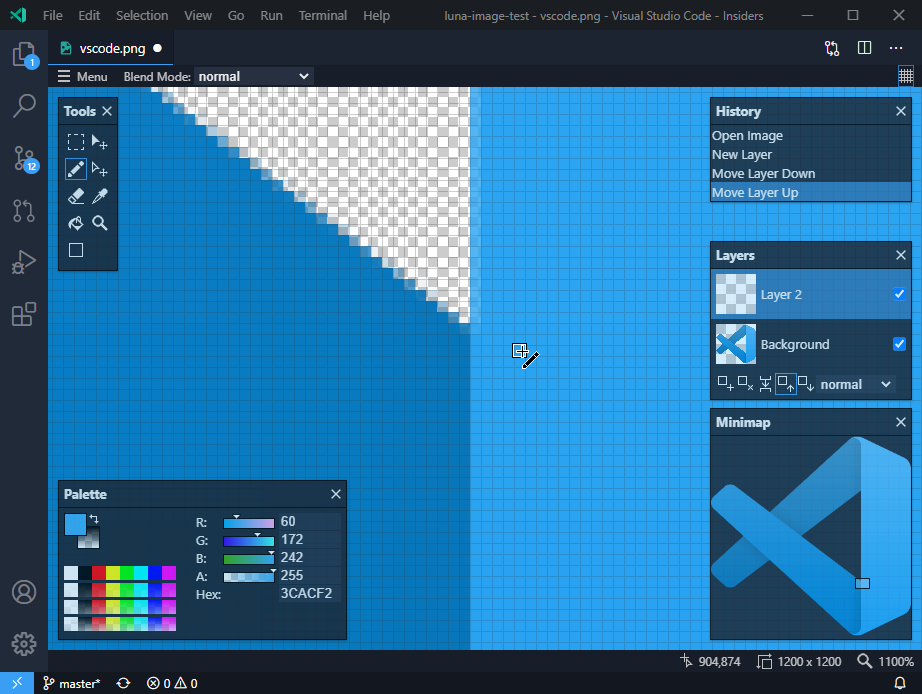 File Edit Selection View Go Run Terminal Help luna-image-test - vscode.png - Visual Studio Code - Insiders
1
vscode.png
Menu Blend Mode: normal
Tools
History
Open Image
New Layer
Move Layer Down
Move Layer Up
12
Layers
Layer 2
Background
normal
Minimap
Palette
R: 60
G: 172
B: 242
A: 255
Hex: 3CACF2
904,874 1200 x 1200 1100%
master* 0 0